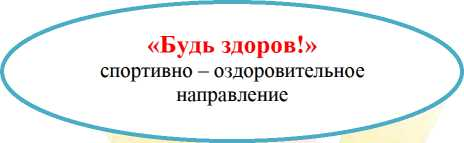 «Будь здоров!»
спортивно – оздоровительное
направление